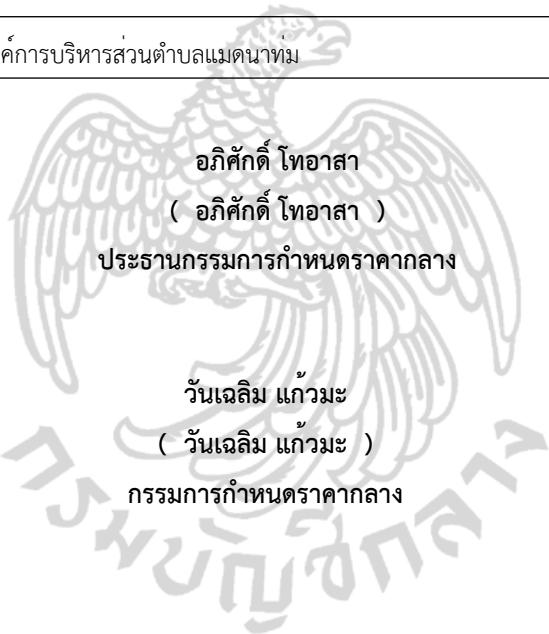 ค์การบริหารส่วนตำบลแมดนาท่ม
อภิศักดิ์ โทอาสา
( อภิศักดิ์ โทอาสา )
ประธานกรรมการกำหนดราคากลาง
วันเฉลิม แก้วมะ
( วันเฉลิม แก้วมะ )
กรรมการกำหนดราคากลาง
กรมบัญชีกลาง